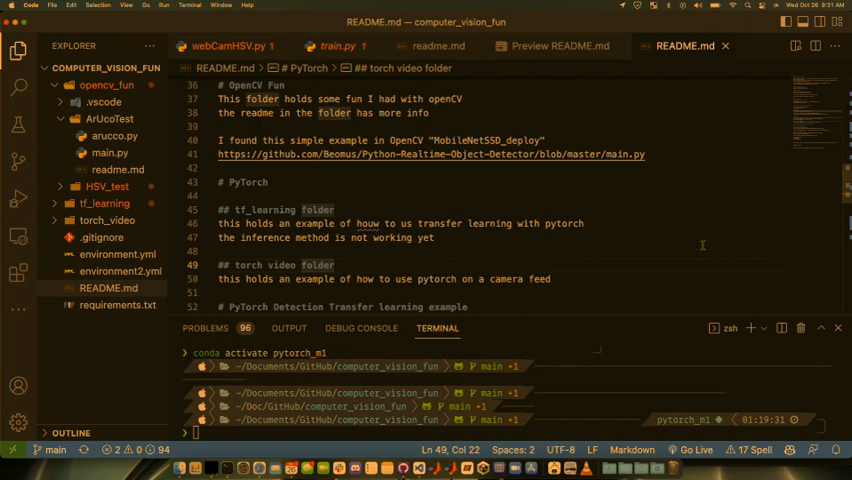 Code File Edit Selection View Go Run Terminal Window Help Wed Oct 26 9:31 AM
README.md — computer_vision_fun
EXPLORER
webCamHSV.py 1 train.py 1 readme.md Preview README.md README.md
COMPUTER_VISION_FUN
README.md > # PyTorch > ## torch video folder
opencv_fun
.vscode
ArUcoTest
arucco.py
main.py
readme.md
HSV_test
tf_learning
torch_video
.gitignore
environment.yml
environment2.yml
README.md
requirements.txt
OUTLINE
36 # OpenCV Fun
37 This folder holds some fun I had with openCV
38 the readme in the folder has more info
39
40 I found this simple example in OpenCV "MobileNetSSD_deploy"
41 https://github.com/Beomus/Python-Realtime-Object-Detector/blob/master/main.py
42
43 # PyTorch
44
45 ## tf_learning folder
46 this holds an example of houw to us transfer learning with pytorch
47 the inference method is not working yet
48
49 ## torch video folder
50 this holds an example of how to use pytorch on a camera feed
51
52 # PyTorch Detection Transfer learning example
PROBLEMS 96 OUTPUT DEBUG CONSOLE TERMINAL zsh
conda activate pytorch_m1
~/Documents/GitHub/computer_vision_fun main +1
~/Documents/GitHub/computer_vision_fun main +1
~/Doc/GitHub/computer_vision_fun main +1
~/Documents/GitHub/computer_vision_fun main +1 pytorch_m1 01:19:31
main 2 0 94 Ln 49, Col 22 Spaces: 2 UTF-8 LF Markdown Go Live 17 Spell